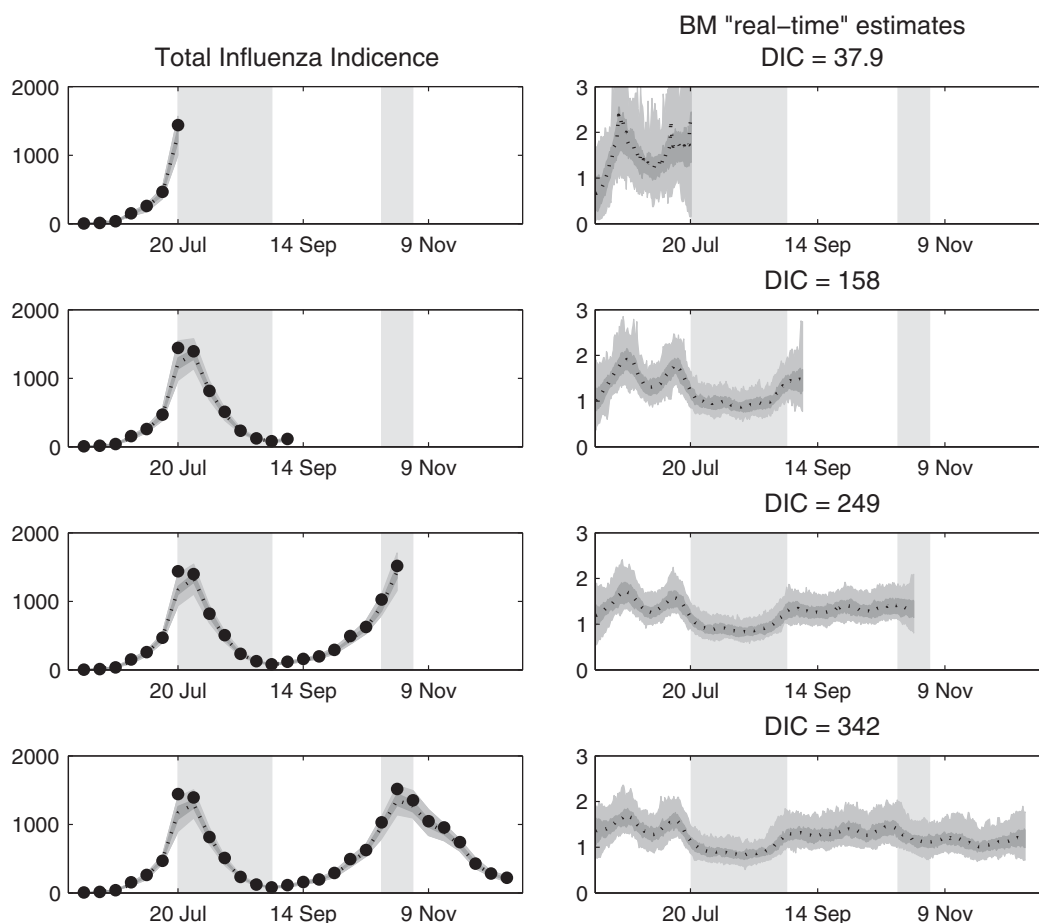 Total Influenza Indicence
BM "real–time" estimates
DIC = 37.9
2000
1000
0
20 Jul
14 Sep
9 Nov
3
2
1
0
20 Jul
14 Sep
9 Nov
DIC = 158
2000
1000
0
20 Jul
14 Sep
9 Nov
3
2
1
0
20 Jul
14 Sep
9 Nov
DIC = 249
2000
1000
0
20 Jul
14 Sep
9 Nov
3
2
1
0
20 Jul
14 Sep
9 Nov
DIC = 342
2000
1000
0
20 Jul
14 Sep
9 Nov
3
2
1
0
20 Jul
14 Sep
9 Nov